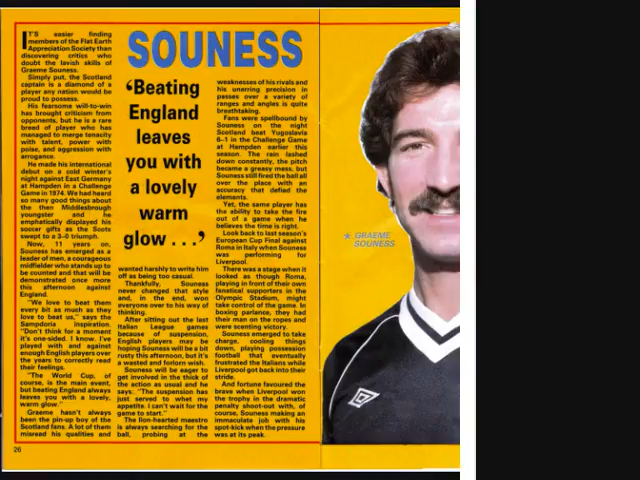 SOUNESS
IT'S easier finding
members of the Flat Earth
Appreciation Society than
discovering critics who
doubt the lavish skills of
Graeme Souness.
Simply put, the Scotland
captain is a diamond of a
player any nation would be
proud to possess.
His fearsome will-to-win
has brought criticism from
opponents, but he is a rare
breed of player who has
managed to merge tenacity
with talent, power with
poise, and aggression with
arrogance.
He made his international
debut on a cold winter's
night against East Germany
at Hampden in a Challenge
Game in 1974. We had heard
so many good things about
the then Middlesbrough
youngster and he
emphatically displayed his
soccer gifts as the Scots
swept to a 3–0 triumph.
Now, 11 years on,
Souness has emerged as a
leader of men, a courageous
midfielder who stands up to
be counted and that will be
demonstrated once more
this afternoon against
England.
"We love to beat them
every bit as much as they
love to beat us," says the
Sampdoria inspiration.
"Don't think for a moment
it's one-sided. I know. I've
played with and against
enough English players over
the years to correctly read
their feelings.
"The World Cup, of
course, is the main event,
but beating England always
leaves you with a lovely,
warm glow."
Graeme hasn't always
been the pin-up boy of the
Scotland fans. A lot of them
misread his qualities and
'Beating
England
leaves
you with
a lovely
warm
glow . . .'
wanted harshly to write him
off as being too casual.
Thankfully, Souness
never changed that style
and, in the end, won
everyone over to his way of
thinking.
After sitting out the last
Italian League games
because of suspension,
English players may be
hoping Souness will be a bit
rusty this afternoon, but it's
a wasted and forlorn wish.
Souness will be eager to
get involved in the thick of
the action as usual and he
says: "The suspension has
just served to whet my
appetite. I can't wait for the
game to start."
The lion-hearted maestro
is always searching for the
ball, probing at the
weaknesses of his rivals and
his unerring precision in
passes over a variety of
ranges and angles is quite
breathtaking.
Fans were spellbound by
Souness on the night
Scotland beat Yugoslavia
6–1 in the Challenge Game
at Hampden earlier this
season. The rain lashed
down constantly, the pitch
became a greasy mess, but
Souness still fired the ball all
over the place with an
accuracy that defied the
elements.
Yet, the same player has
the ability to take the fire
out of a game when he
believes the time is right.
Look back to last season's
European Cup Final against
Roma in Italy when Souness
was performing for
Liverpool.
There was a stage when it
looked as though Roma,
playing in front of their own
fanatical supporters in the
Olympic Stadium, might
take control of the game. In
boxing parlance, they had
their man on the ropes and
were scenting victory.
Souness emerged to take
charge, cooling things
down, playing possession
football that eventually
frustrated the Italians while
Liverpool got back into their
stride.
And fortune favoured the
brave when Liverpool won
the trophy in the dramatic
penalty shoot-out with, of
course, Souness making an
immaculate job with his
spot-kick when the pressure
was at its peak.
★ GRAEME
SOUNESS
26